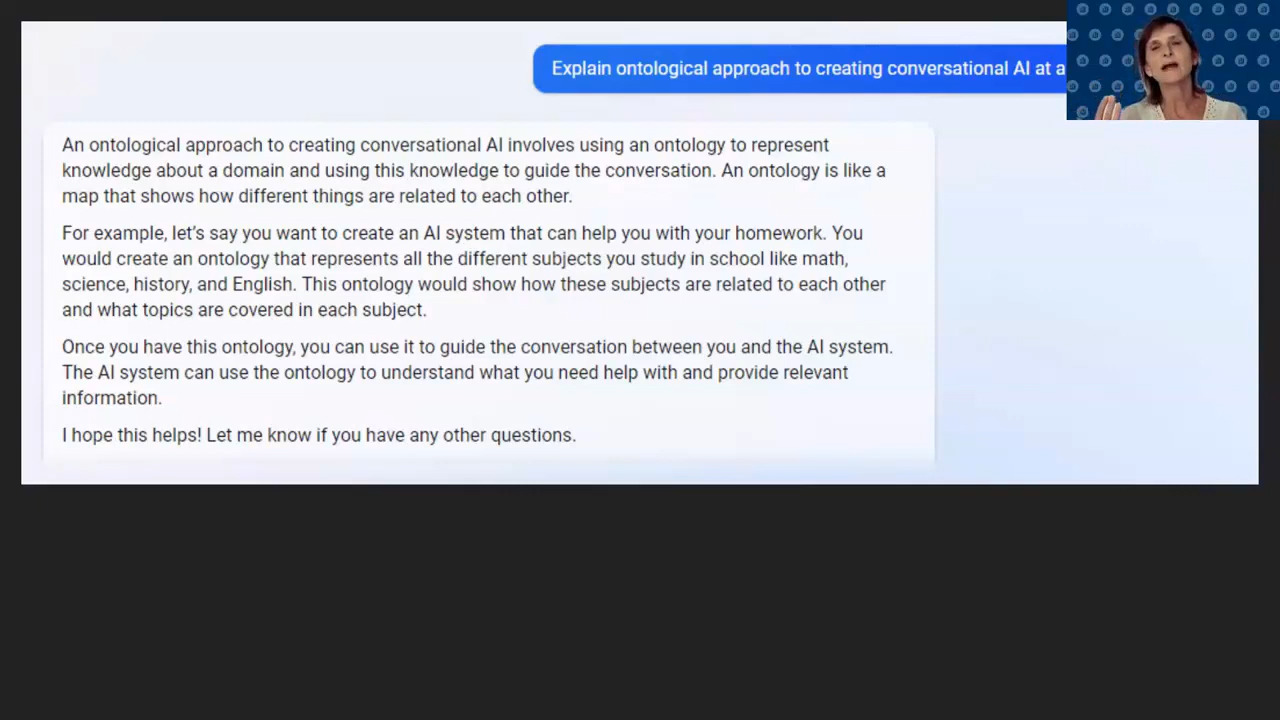 Explain ontological approach to creating conversational AI at a
An ontological approach to creating conversational AI involves using an ontology to represent
knowledge about a domain and using this knowledge to guide the conversation. An ontology is like a
map that shows how different things are related to each other.
For example, let’s say you want to create an AI system that can help you with your homework. You
would create an ontology that represents all the different subjects you study in school like math,
science, history, and English. This ontology would show how these subjects are related to each other
and what topics are covered in each subject.
Once you have this ontology, you can use it to guide the conversation between you and the AI system.
The AI system can use the ontology to understand what you need help with and provide relevant
information.
I hope this helps! Let me know if you have any other questions.